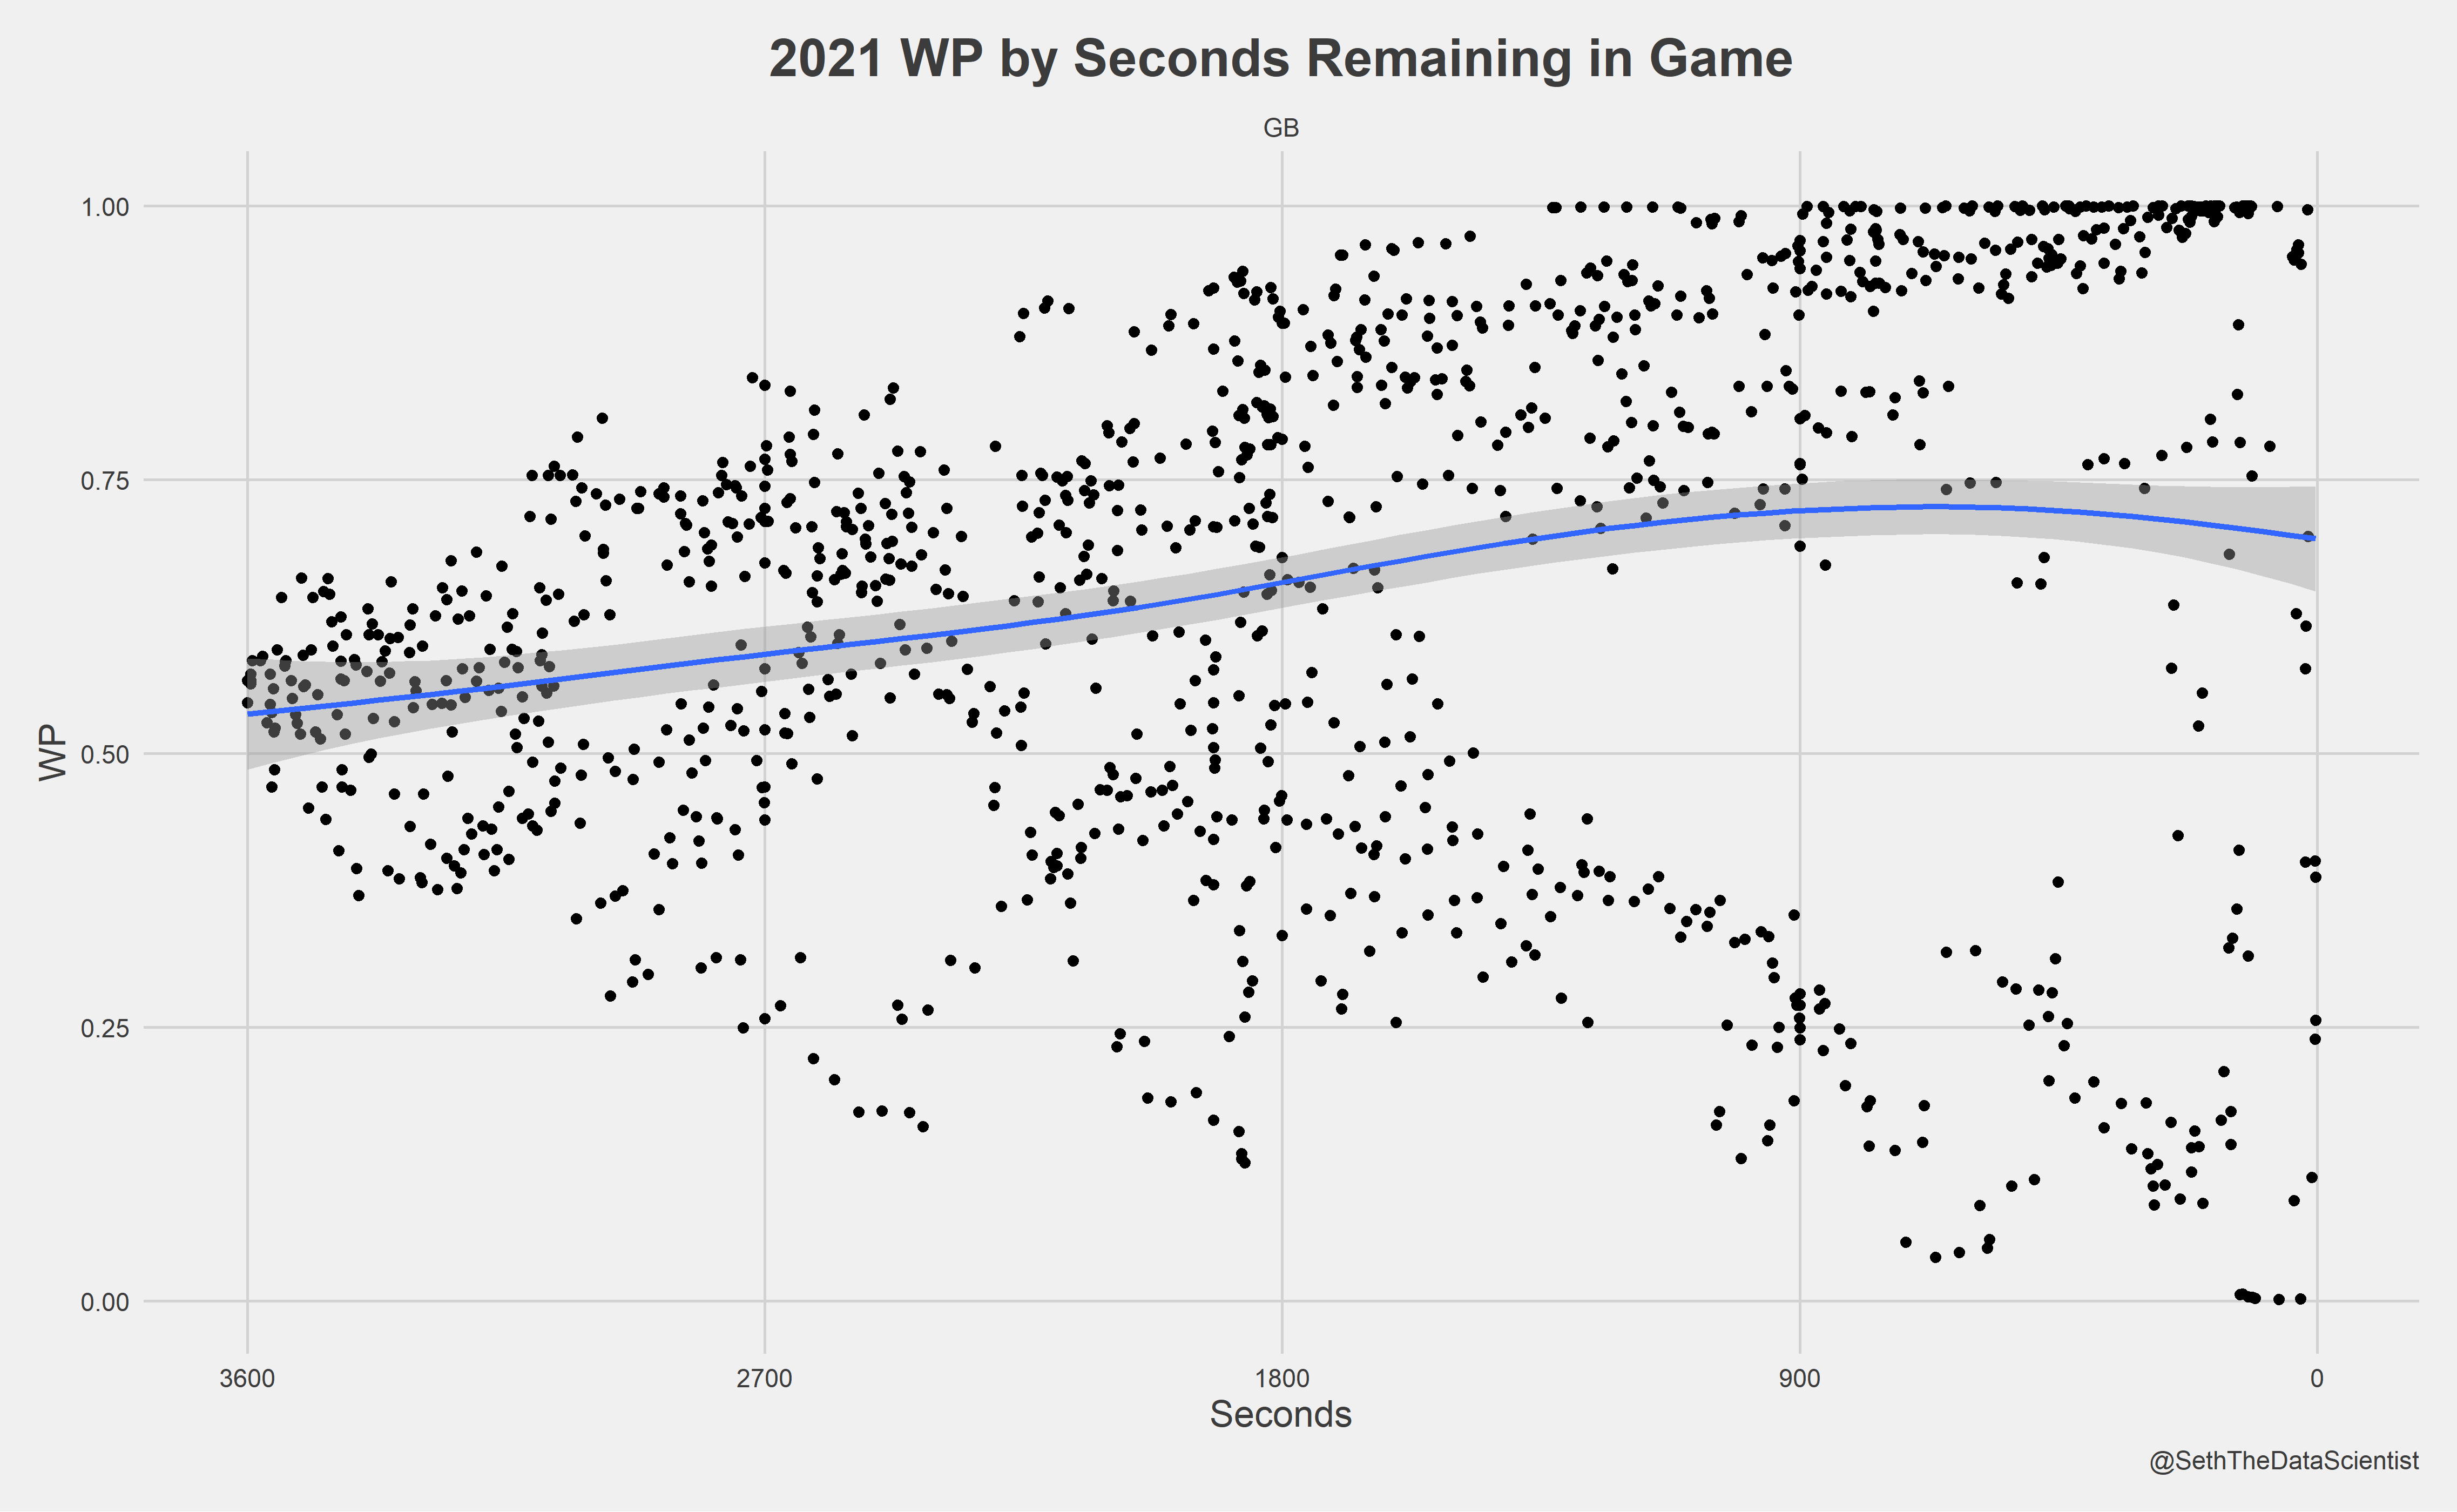 2021 WP by Seconds Remaining in Game
GB
1.00
0.75
0.50
0.25
0.00
WP
3600 2700 1800 900 0
Seconds
@SethTheDataScientist